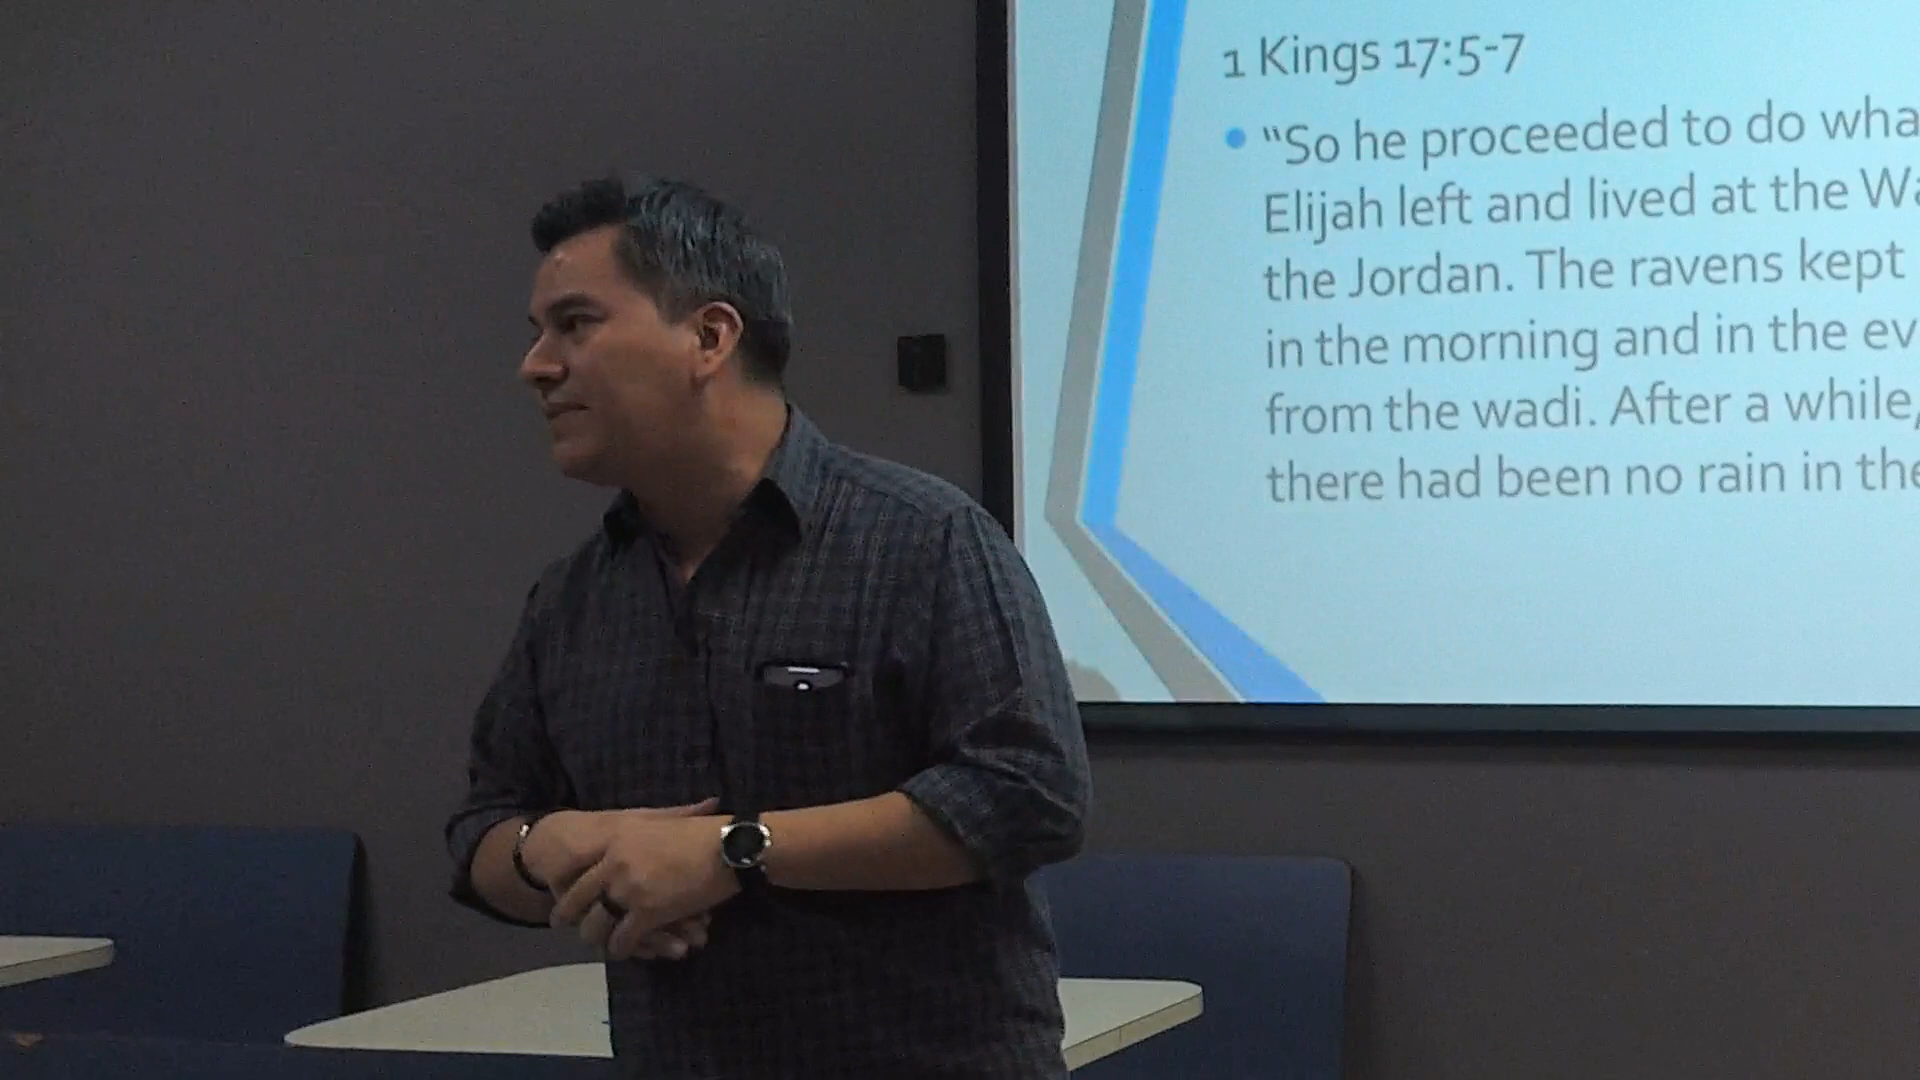 1 Kings 17:5-7
• "So he proceeded to do wha
Elijah left and lived at the Wa
the Jordan. The ravens kept
in the morning and in the ev
from the wadi. After a while,
there had been no rain in the